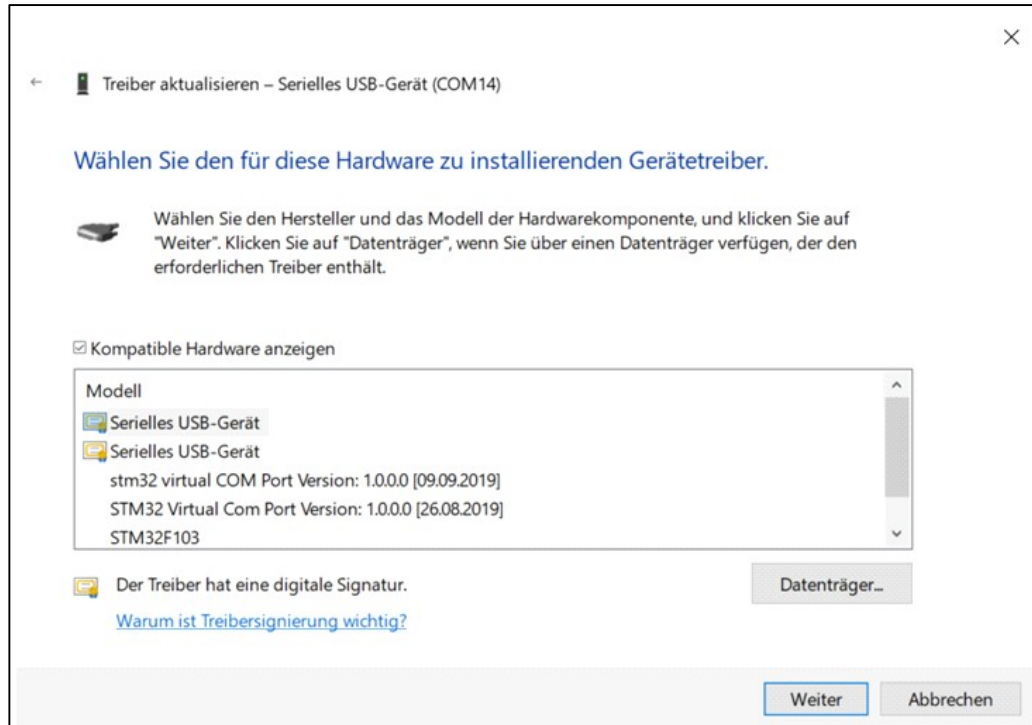 Treiber aktualisieren – Serielles USB-Gerät (COM14)
Wählen Sie den für diese Hardware zu installierenden Gerätetreiber.
Wählen Sie den Hersteller und das Modell der Hardwarekomponente, und klicken Sie auf
"Weiter". Klicken Sie auf "Datenträger", wenn Sie über einen Datenträger verfügen, der den
erforderlichen Treiber enthält.
Kompatible Hardware anzeigen
Modell
Serielles USB-Gerät
Serielles USB-Gerät
stm32 virtual COM Port Version: 1.0.0.0 [09.09.2019]
STM32 Virtual Com Port Version: 1.0.0.0 [26.08.2019]
STM32F103
Der Treiber hat eine digitale Signatur.
Datenträger...
Warum ist Treibersignierung wichtig?
Weiter
Abbrechen